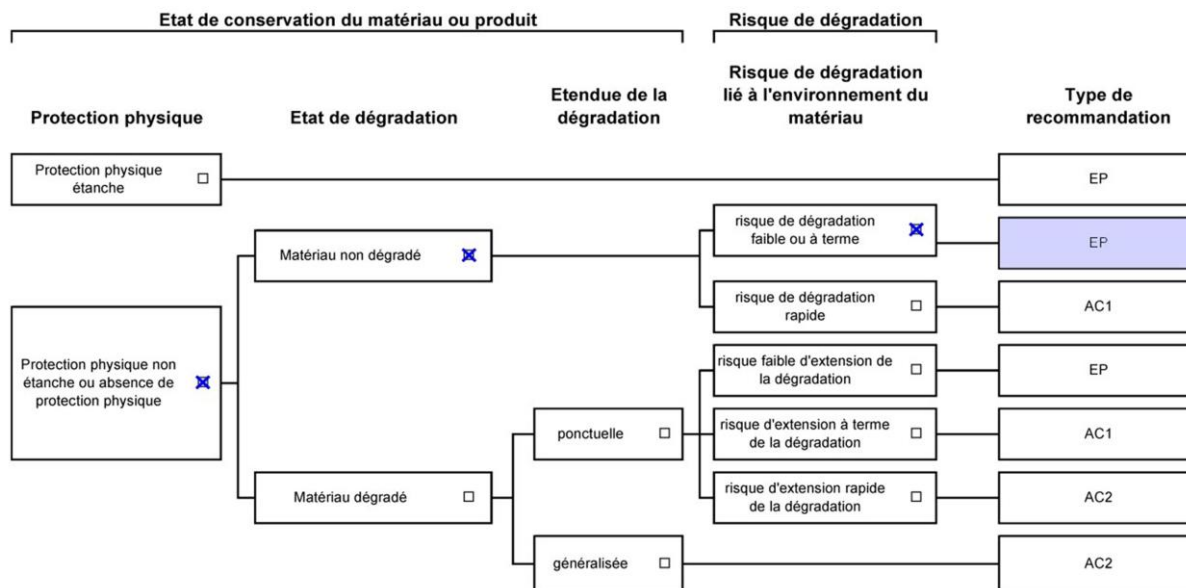 Etat de conservation du matériau ou produit
Risque de dégradation
Protection physique
Etat de dégradation
Etendue de la
dégradation
Risque de dégradation
lié à l'environnement du
matériau
Type de
recommandation
Protection physique
étanche
EP
risque de dégradation
faible ou à terme
EP
Matériau non dégradé
risque de dégradation
rapide
AC1
Protection physique non
étanche ou absence de
protection physique
risque faible d'extension de
la dégradation
EP
ponctuelle
risque d'extension à terme
de la dégradation
AC1
Matériau dégradé
risque d'extension rapide
de la dégradation
AC2
généralisée
AC2